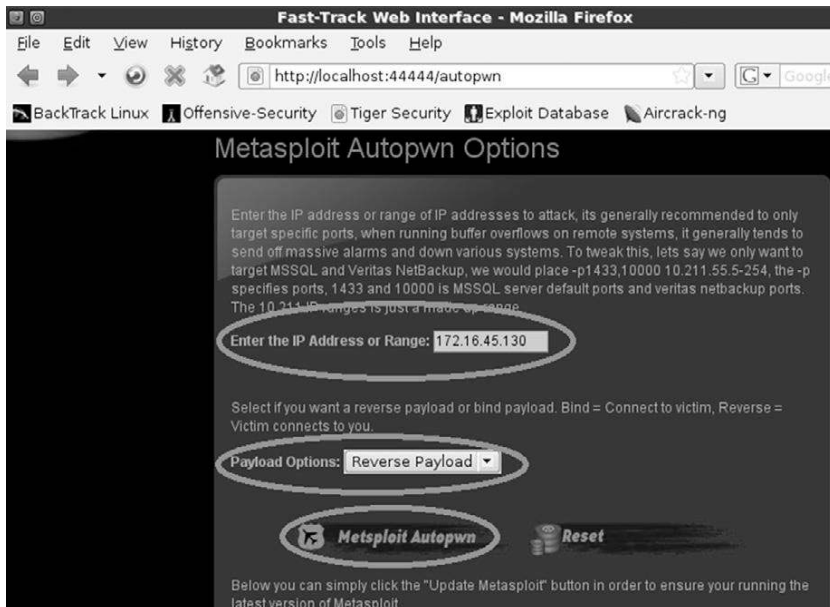 Fast-Track Web Interface - Mozilla Firefox
File Edit View History Bookmarks Tools Help
http://localhost:44444/autopwn
G Google
BackTrack Linux Offensive-Security Tiger Security Exploit Database Aircrack-ng
Metasploit Autopwn Options
Enter the IP address or range of IP addresses to attack, its generally recommended to only
target specific ports, when running buffer overflows on remote systems, it generally tends to
send off massive alarms and down various systems. To tweak this, lets say we only want to
target MSSQL and Veritas NetBackup, we would place -p1433,10000 10.211.55.5-254, the -p
specifies ports, 1433 and 10000 is MSSQL server default ports and veritas netbackup ports.
The 10.211 IP ranges is just a made up range.
Enter the IP Address or Range: 172.16.45.130
Select if you want a reverse payload or bind payload. Bind = Connect to victim, Reverse =
Victim connects to you.
Payload Options: Reverse Payload
Metsploit Autopwn Reset
Below you can simply click the "Update Metasploit" button in order to ensure your running the
latest version of Metasploit